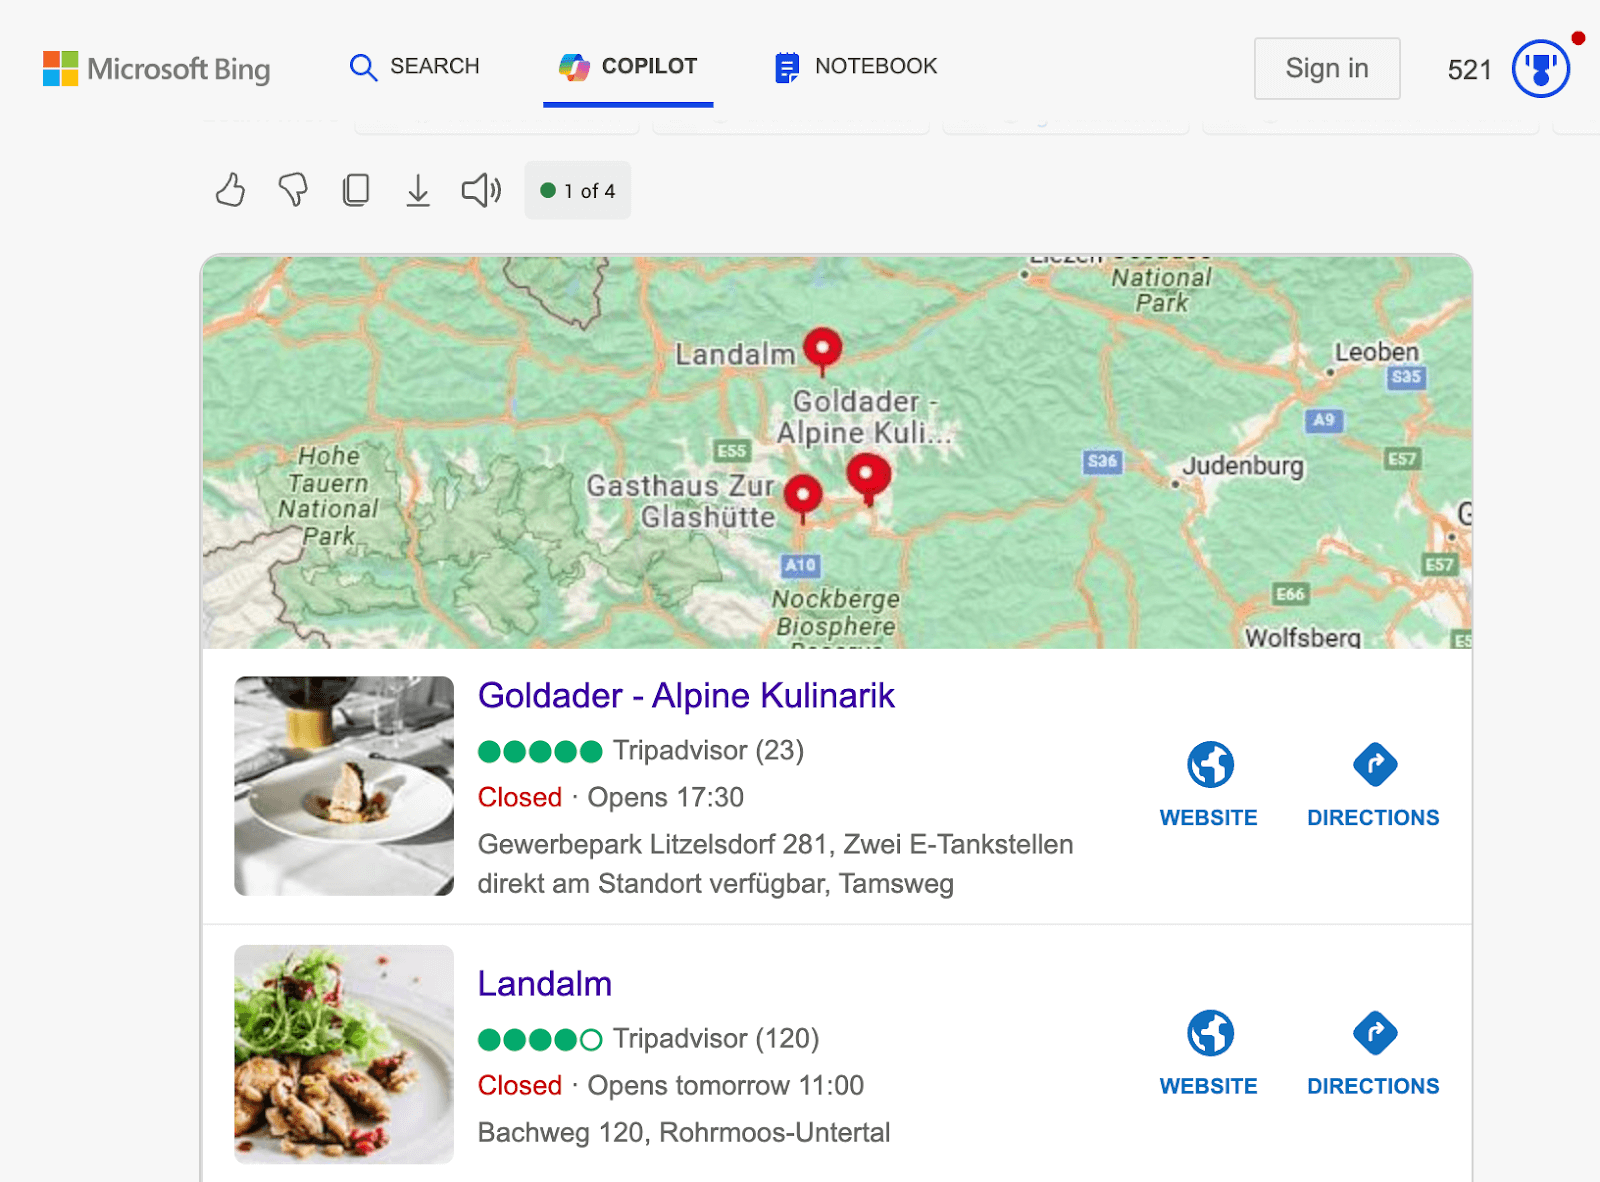 Microsoft Bing
SEARCH
COPILOT
NOTEBOOK
Sign in
521
1 of 4
Liezen
National
Park
Landalm
Leoben
S35
Goldader -
Alpine Kuli...
A9
E55
Hohe
Tauern
National
Park
S36
Judenburg
E57
Gasthaus Zur
Glashütte
A10
E57
Nockberge
Biosphere
Reserve
E66
Wolfsberg
Goldader - Alpine Kulinarik
Tripadvisor (23)
Closed · Opens 17:30
Gewerbepark Litzelsdorf 281, Zwei E-Tankstellen
direkt am Standort verfügbar, Tamsweg
WEBSITE
DIRECTIONS
Landalm
Tripadvisor (120)
Closed · Opens tomorrow 11:00
Bachweg 120, Rohrmoos-Untertal
WEBSITE
DIRECTIONS